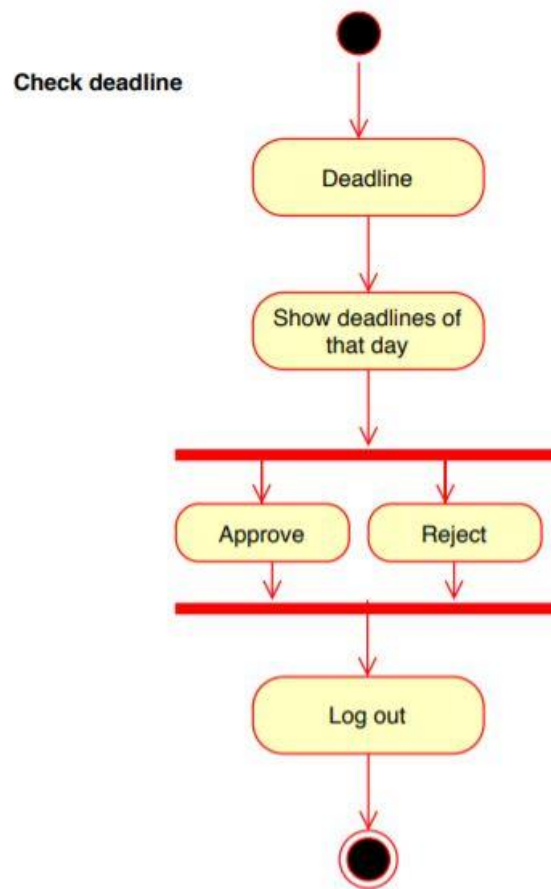 Check deadline
Deadline
Show deadlines of
that day
Approve
Reject
Log out